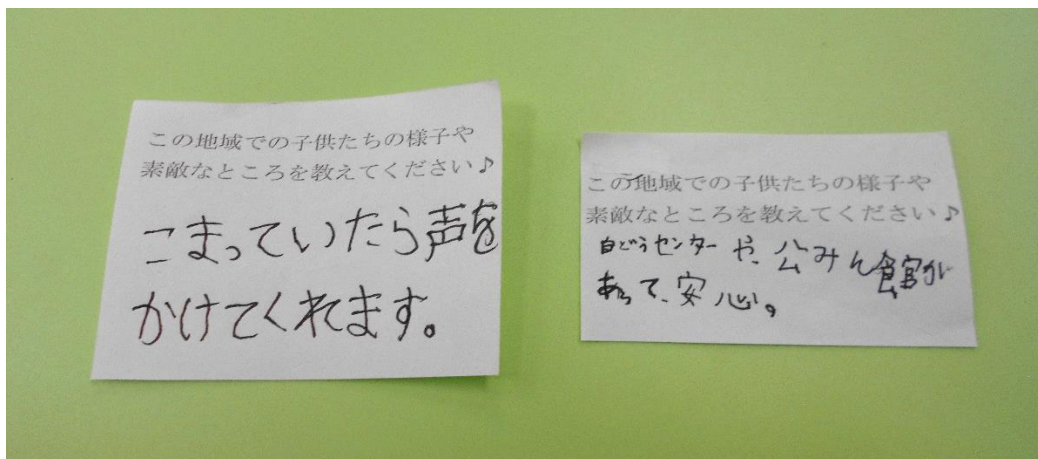 この地域での子供たちの様子や
素敵なところを教えてください♪
こまっていたら声を
かけてくれます。
この地域での子供たちの様子や
素敵なところを教えてください♪
白どうセンターや、公みん館が
あって、安心。